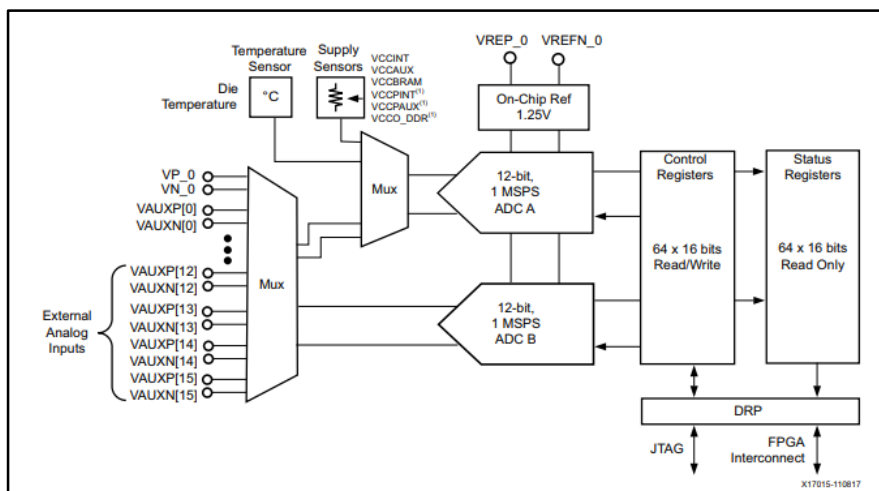 Temperature
Sensor
Supply
Sensors
VCCINT
VCCAUX
VCCBRAM
VCCPINT(1)
VCCPAUX(1)
VCCO_DDR(1)
VREP_0
VREFN_0
Die
Temperature
°C
On-Chip Ref
1.25V
VP_0
VN_0
VAUXP[0]
VAUXN[0]
VAUXP[12]
VAUXN[12]
VAUXP[13]
VAUXN[13]
VAUXP[14]
VAUXN[14]
VAUXP[15]
VAUXN[15]
External
Analog
Inputs
Mux
Mux
12-bit,
1 MSPS
ADC A
12-bit,
1 MSPS
ADC B
Control
Registers
64 x 16 bits
Read/Write
Status
Registers
64 x 16 bits
Read Only
DRP
JTAG
FPGA
Interconnect
X17015-110817